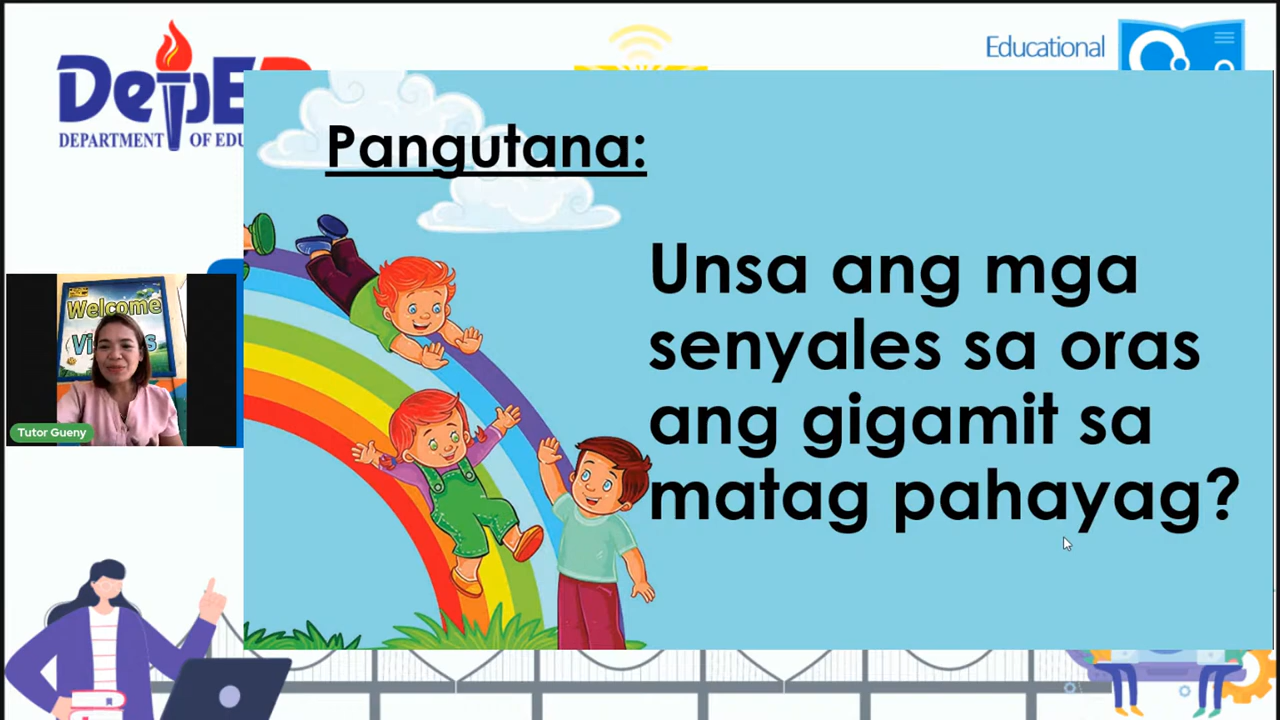 DepED
DEPARTMENT OF EDU
Educational
Pangutana:
Unsa ang mga
senyales sa oras
ang gigamit sa
matag pahayag?
Welcome
Tutor Gueny